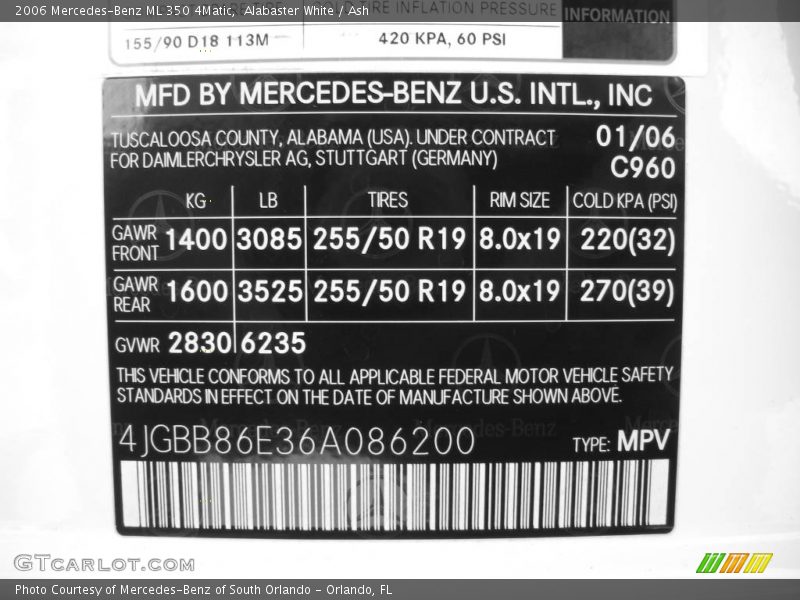 2006 Mercedes-Benz ML 350 4Matic, Alabaster White / Ash
COLD TIRE INFLATION PRESSURE
INFORMATION
155/90 D18 113M 420 KPA, 60 PSI
MFD BY MERCEDES-BENZ U.S. INTL., INC
TUSCALOOSA COUNTY, ALABAMA (USA). UNDER CONTRACT 01/06
FOR DAIMLERCHRYSLER AG, STUTTGART (GERMANY) C960
KG LB TIRES RIM SIZE COLD KPA (PSI)
GAWR FRONT 1400 3085 255/50 R19 8.0x19 220(32)
GAWR REAR 1600 3525 255/50 R19 8.0x19 270(39)
GVWR 2830 6235
THIS VEHICLE CONFORMS TO ALL APPLICABLE FEDERAL MOTOR VEHICLE SAFETY
STANDARDS IN EFFECT ON THE DATE OF MANUFACTURE SHOWN ABOVE.
4JGBB86E36A086200 TYPE: MPV
GTCARLOT.COM
Photo Courtesy of Mercedes-Benz of South Orlando - Orlando, FL